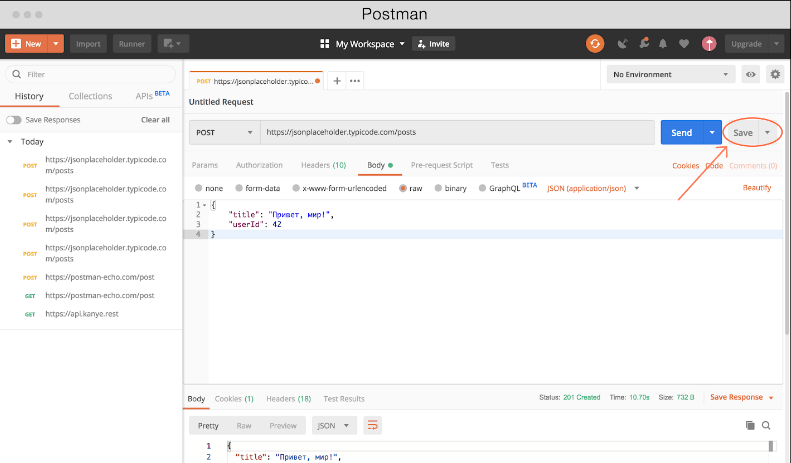 Postman
New Import Runner My Workspace Invite Upgrade
Filter
History Collections APIs BETA
Save Responses Clear all
Today
POST https://jsonplaceholder.typicode.co
m/posts
POST https://jsonplaceholder.typicode.co
m/posts
POST https://jsonplaceholder.typicode.co
m/posts
POST https://jsonplaceholder.typicode.co
m/posts
POST https://postman-echo.com/post
GET https://postman-echo.com/post
GET https://api.kanye.rest
POST https://jsonplaceholder.typico... + ••• No Environment
Untitled Request
POST https://jsonplaceholder.typicode.com/posts Send Save
Params Authorization Headers (10) Body Pre-request Script Tests Cookies Code Comments (0)
none form-data x-www-form-urlencoded raw binary GraphQL BETA JSON (application/json) Beautify
1 {
2 "title": "Привет, мир!",
3 "userId": 42
4 }
Body Cookies (1) Headers (18) Test Results Status: 201 Created Time: 10.70s Size: 732 B Save Response
Pretty Raw Preview JSON
1 {
2 "title": "Привет, мир!",